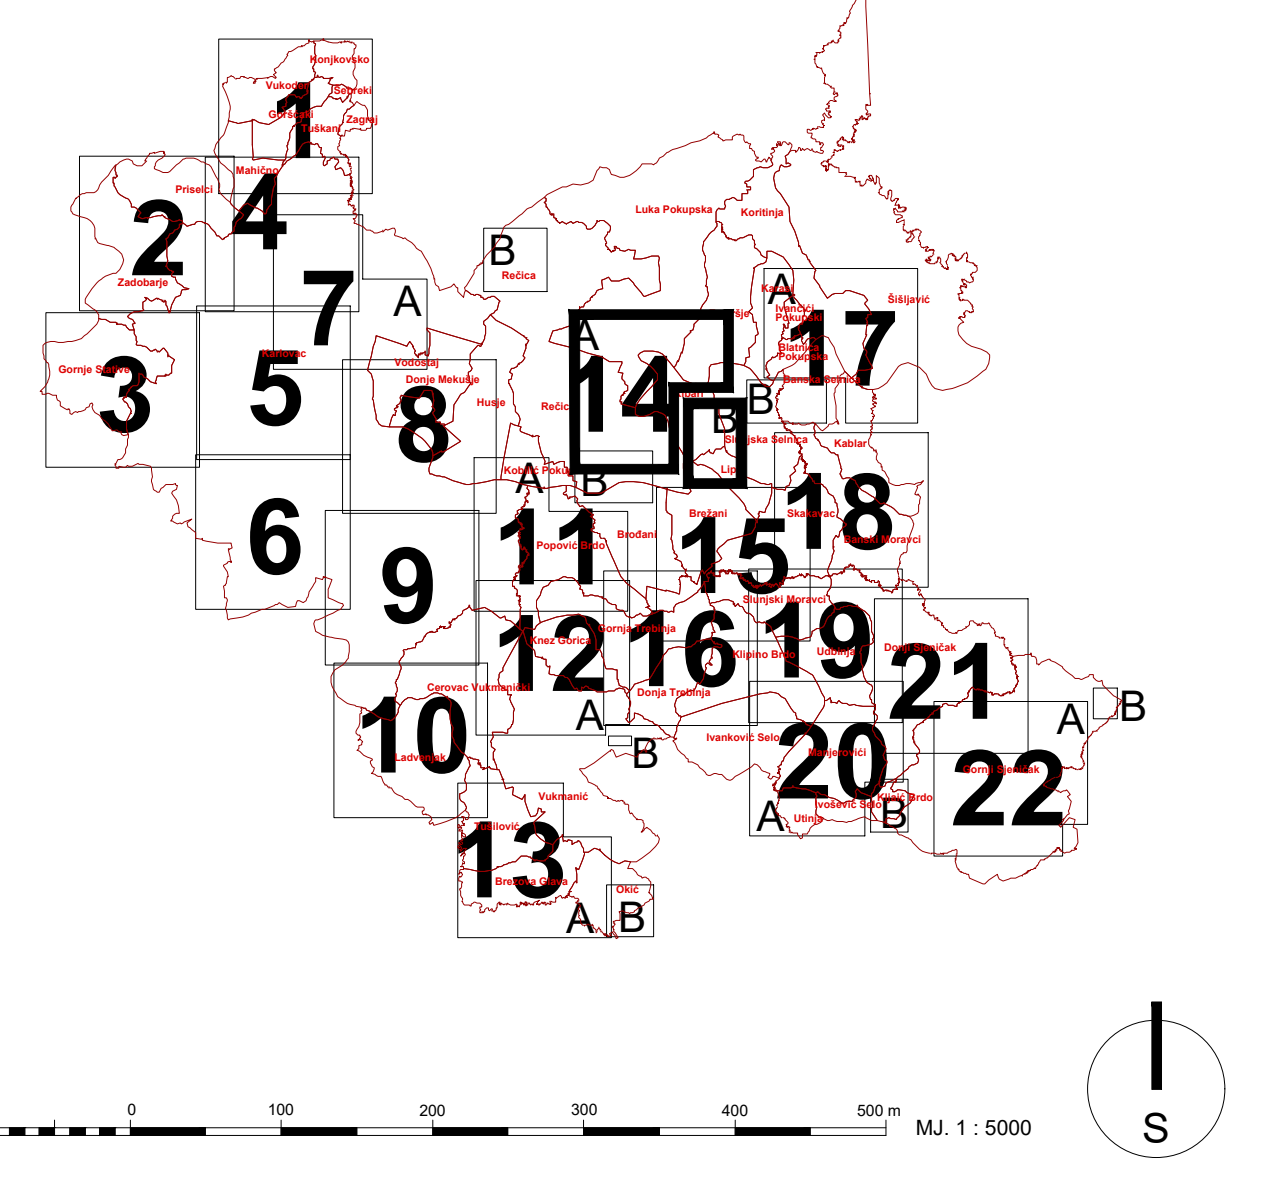 Konjkovsko
Vukoder
Šebreki
Goršćaki
Zagraj
Tuškani
1
Mahično
Priselci
4
2
Luka Pokupska
Koritinja
B
Rečica
Zadobarje
7
A
A
Karasi
Šišljavić
Ivančići
Pokupski
17
Blatnica
Pokupska
Banska Selnica
A
14
Karlovac
Vodostaj
Gornje Stative
3
5
Donje Mekušje
8
Husje
B
B
Slunjska Selnica
Kablar
A
B
Brežani
Skakavac
18
6
11
Popović Brdo
Brođani
15
Banski Moravci
9
Slunjski Moravci
Gornja Trebinja
Knez Gorica
12
16
Klipino Brdo
19
Udbinja
Donji Sjeničak
21
Cerovac Vukmanićki
Donja Trebinja
10
A
B
Ivanković Selo
A
B
Ladvenjak
20
Manjerovići
Gornji Sjeničak
22
Vukmanić
Kljaić Brdo
Ivošević Selo
A
Utinja
B
Tušilović
13
Brezova Glava
Okić
A
B
0
100
200
300
400
500 m
MJ. 1 : 5000
S